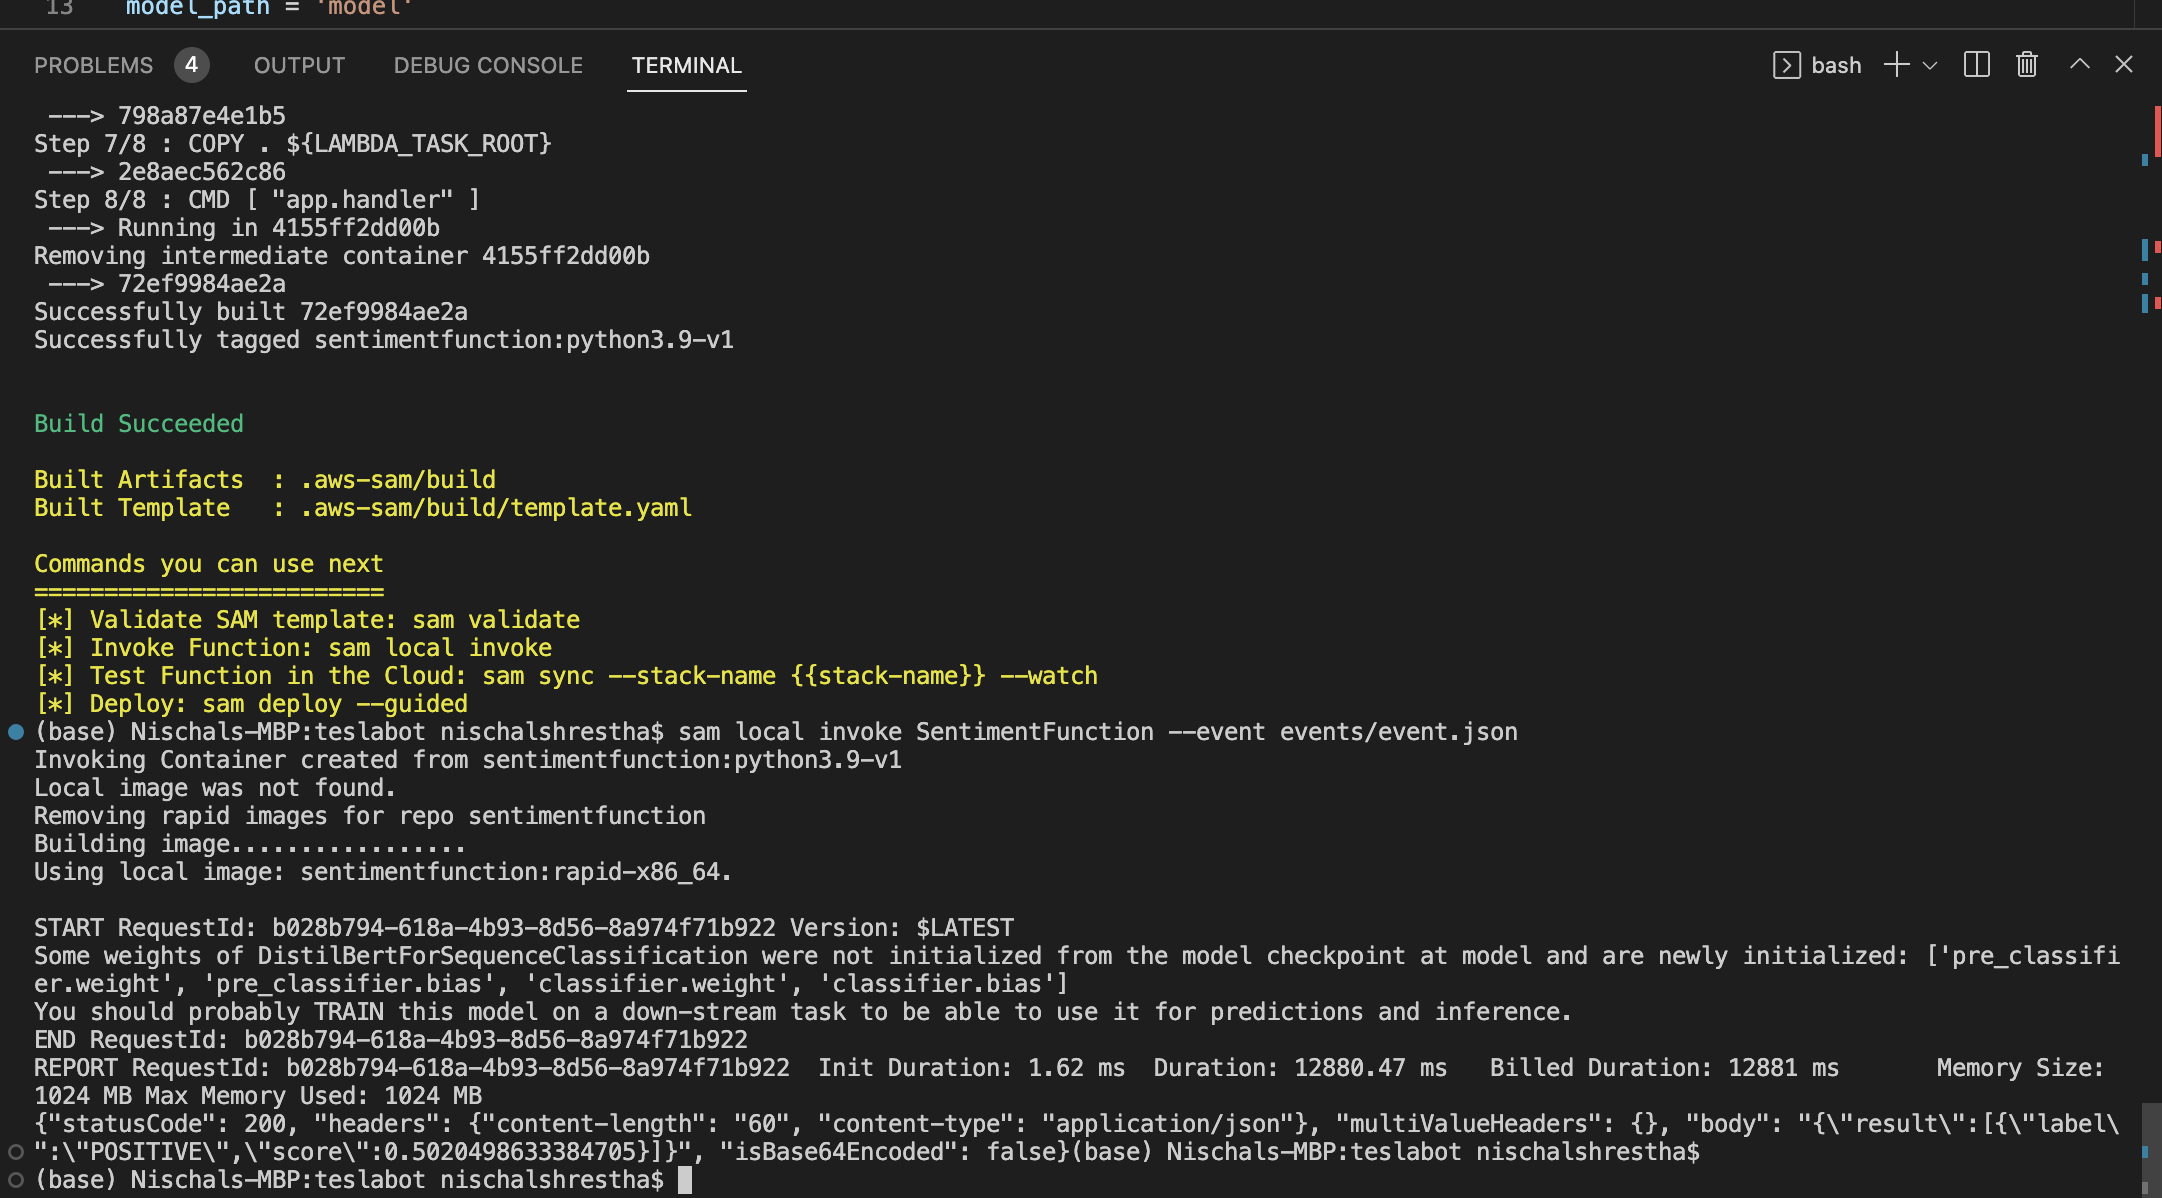 13 model_path = 'model'
PROBLEMS 4 OUTPUT DEBUG CONSOLE TERMINAL bash
---> 798a87e4e1b5
Step 7/8 : COPY . ${LAMBDA_TASK_ROOT}
---> 2e8aec562c86
Step 8/8 : CMD [ "app.handler" ]
---> Running in 4155ff2dd00b
Removing intermediate container 4155ff2dd00b
---> 72ef9984ae2a
Successfully built 72ef9984ae2a
Successfully tagged sentimentfunction:python3.9-v1
Build Succeeded
Built Artifacts  : .aws-sam/build
Built Template   : .aws-sam/build/template.yaml
Commands you can use next
=========================
[*] Validate SAM template: sam validate
[*] Invoke Function: sam local invoke
[*] Test Function in the Cloud: sam sync --stack-name {{stack-name}} --watch
[*] Deploy: sam deploy --guided
(base) Nischals-MBP:teslabot nischalshrestha$ sam local invoke SentimentFunction --event events/event.json
Invoking Container created from sentimentfunction:python3.9-v1
Local image was not found.
Removing rapid images for repo sentimentfunction
Building image.................
Using local image: sentimentfunction:rapid-x86_64.
START RequestId: b028b794-618a-4b93-8d56-8a974f71b922 Version: $LATEST
Some weights of DistilBertForSequenceClassification were not initialized from the model checkpoint at model and are newly initialized: ['pre_classifi
er.weight', 'pre_classifier.bias', 'classifier.weight', 'classifier.bias']
You should probably TRAIN this model on a down-stream task to be able to use it for predictions and inference.
END RequestId: b028b794-618a-4b93-8d56-8a974f71b922
REPORT RequestId: b028b794-618a-4b93-8d56-8a974f71b922  Init Duration: 1.62 ms  Duration: 12880.47 ms   Billed Duration: 12881 ms       Memory Size:
1024 MB Max Memory Used: 1024 MB
{"statusCode": 200, "headers": {"content-length": "60", "content-type": "application/json"}, "multiValueHeaders": {}, "body": "{\"result\":[{\"label\
":\"POSITIVE\",\"score\":0.5020498633384705}]}", "isBase64Encoded": false}(base) Nischals-MBP:teslabot nischalshrestha$
(base) Nischals-MBP:teslabot nischalshrestha$